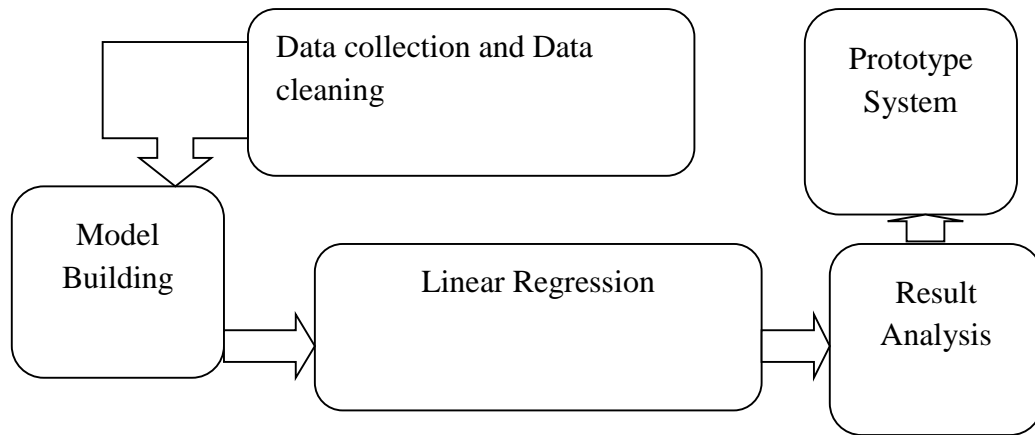 Data collection and Data
cleaning
Prototype
System
Model
Building
Linear Regression
Result
Analysis